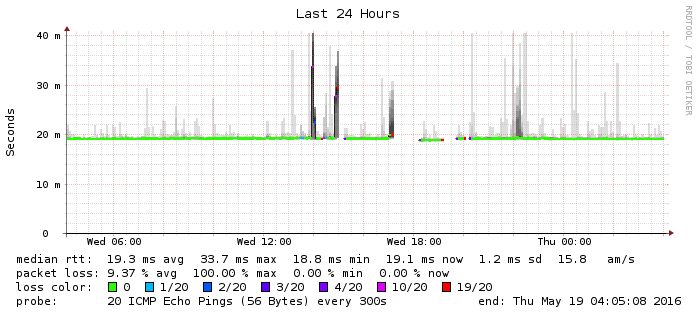 Last 24 Hours
RRDTOOL / TOBI OETIKER
Seconds
40 m
30 m
20 m
10 m
0
Wed 06:00 Wed 12:00 Wed 18:00 Thu 00:00
median rtt: 19.3 ms avg 33.7 ms max 18.8 ms min 19.1 ms now 1.2 ms sd 15.8 am/s
packet loss: 9.37 % avg 100.00 % max 0.00 % min 0.00 % now
loss color: 0 1/20 2/20 3/20 4/20 10/20 19/20
probe: 20 ICMP Echo Pings (56 Bytes) every 300s end: Thu May 19 04:05:08 2016